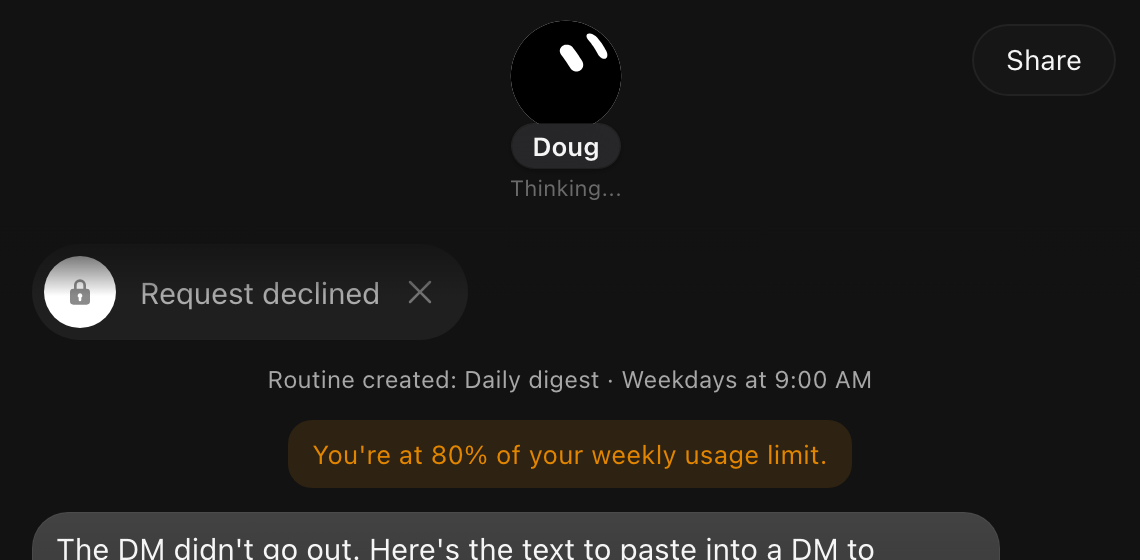 Share
Doug
Thinking...
Request declined
Routine created: Daily digest · Weekdays at 9:00 AM
You're at 80% of your weekly usage limit.
The DM didn't go out. Here's the text to paste into a DM to